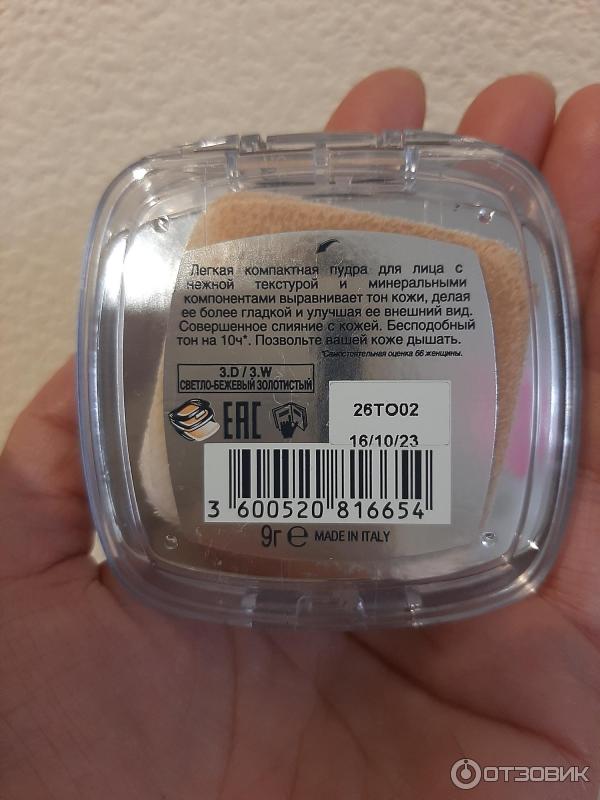 Легкая компактная пудра для лица с
нежной текстурой и минеральными
компонентами выравнивает тон кожи, делая
ее более гладкой и улучшая ее внешний вид.
Совершенное слияние с кожей. Бесподобный
тон на 10ч*. Позвольте вашей коже дышать.
*Самостоятельная оценка 66 женщины.
3.D / 3.W
СВЕТЛО-БЕЖЕВЫЙ ЗОЛОТИСТЫЙ
EAC
26TO02
16/10/23
3 600520 816654
9г e MADE IN ITALY
ОТЗОВИК